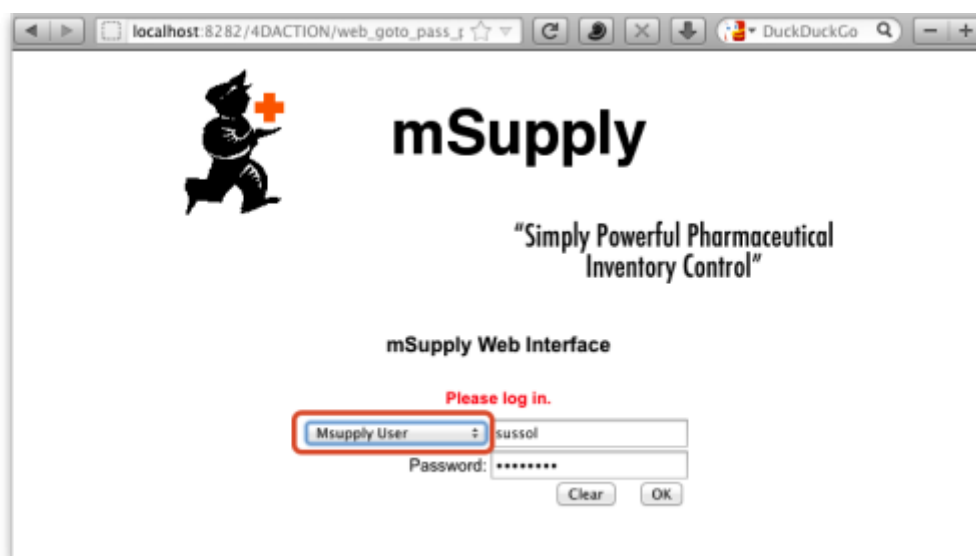 localhost:8282/4DACTION/web_goto_pass_
DuckDuckGo
mSupply
“Simply Powerful Pharmaceutical
Inventory Control”
mSupply Web Interface
Please log in.
Msupply User sussol
Password: ••••••••
Clear OK